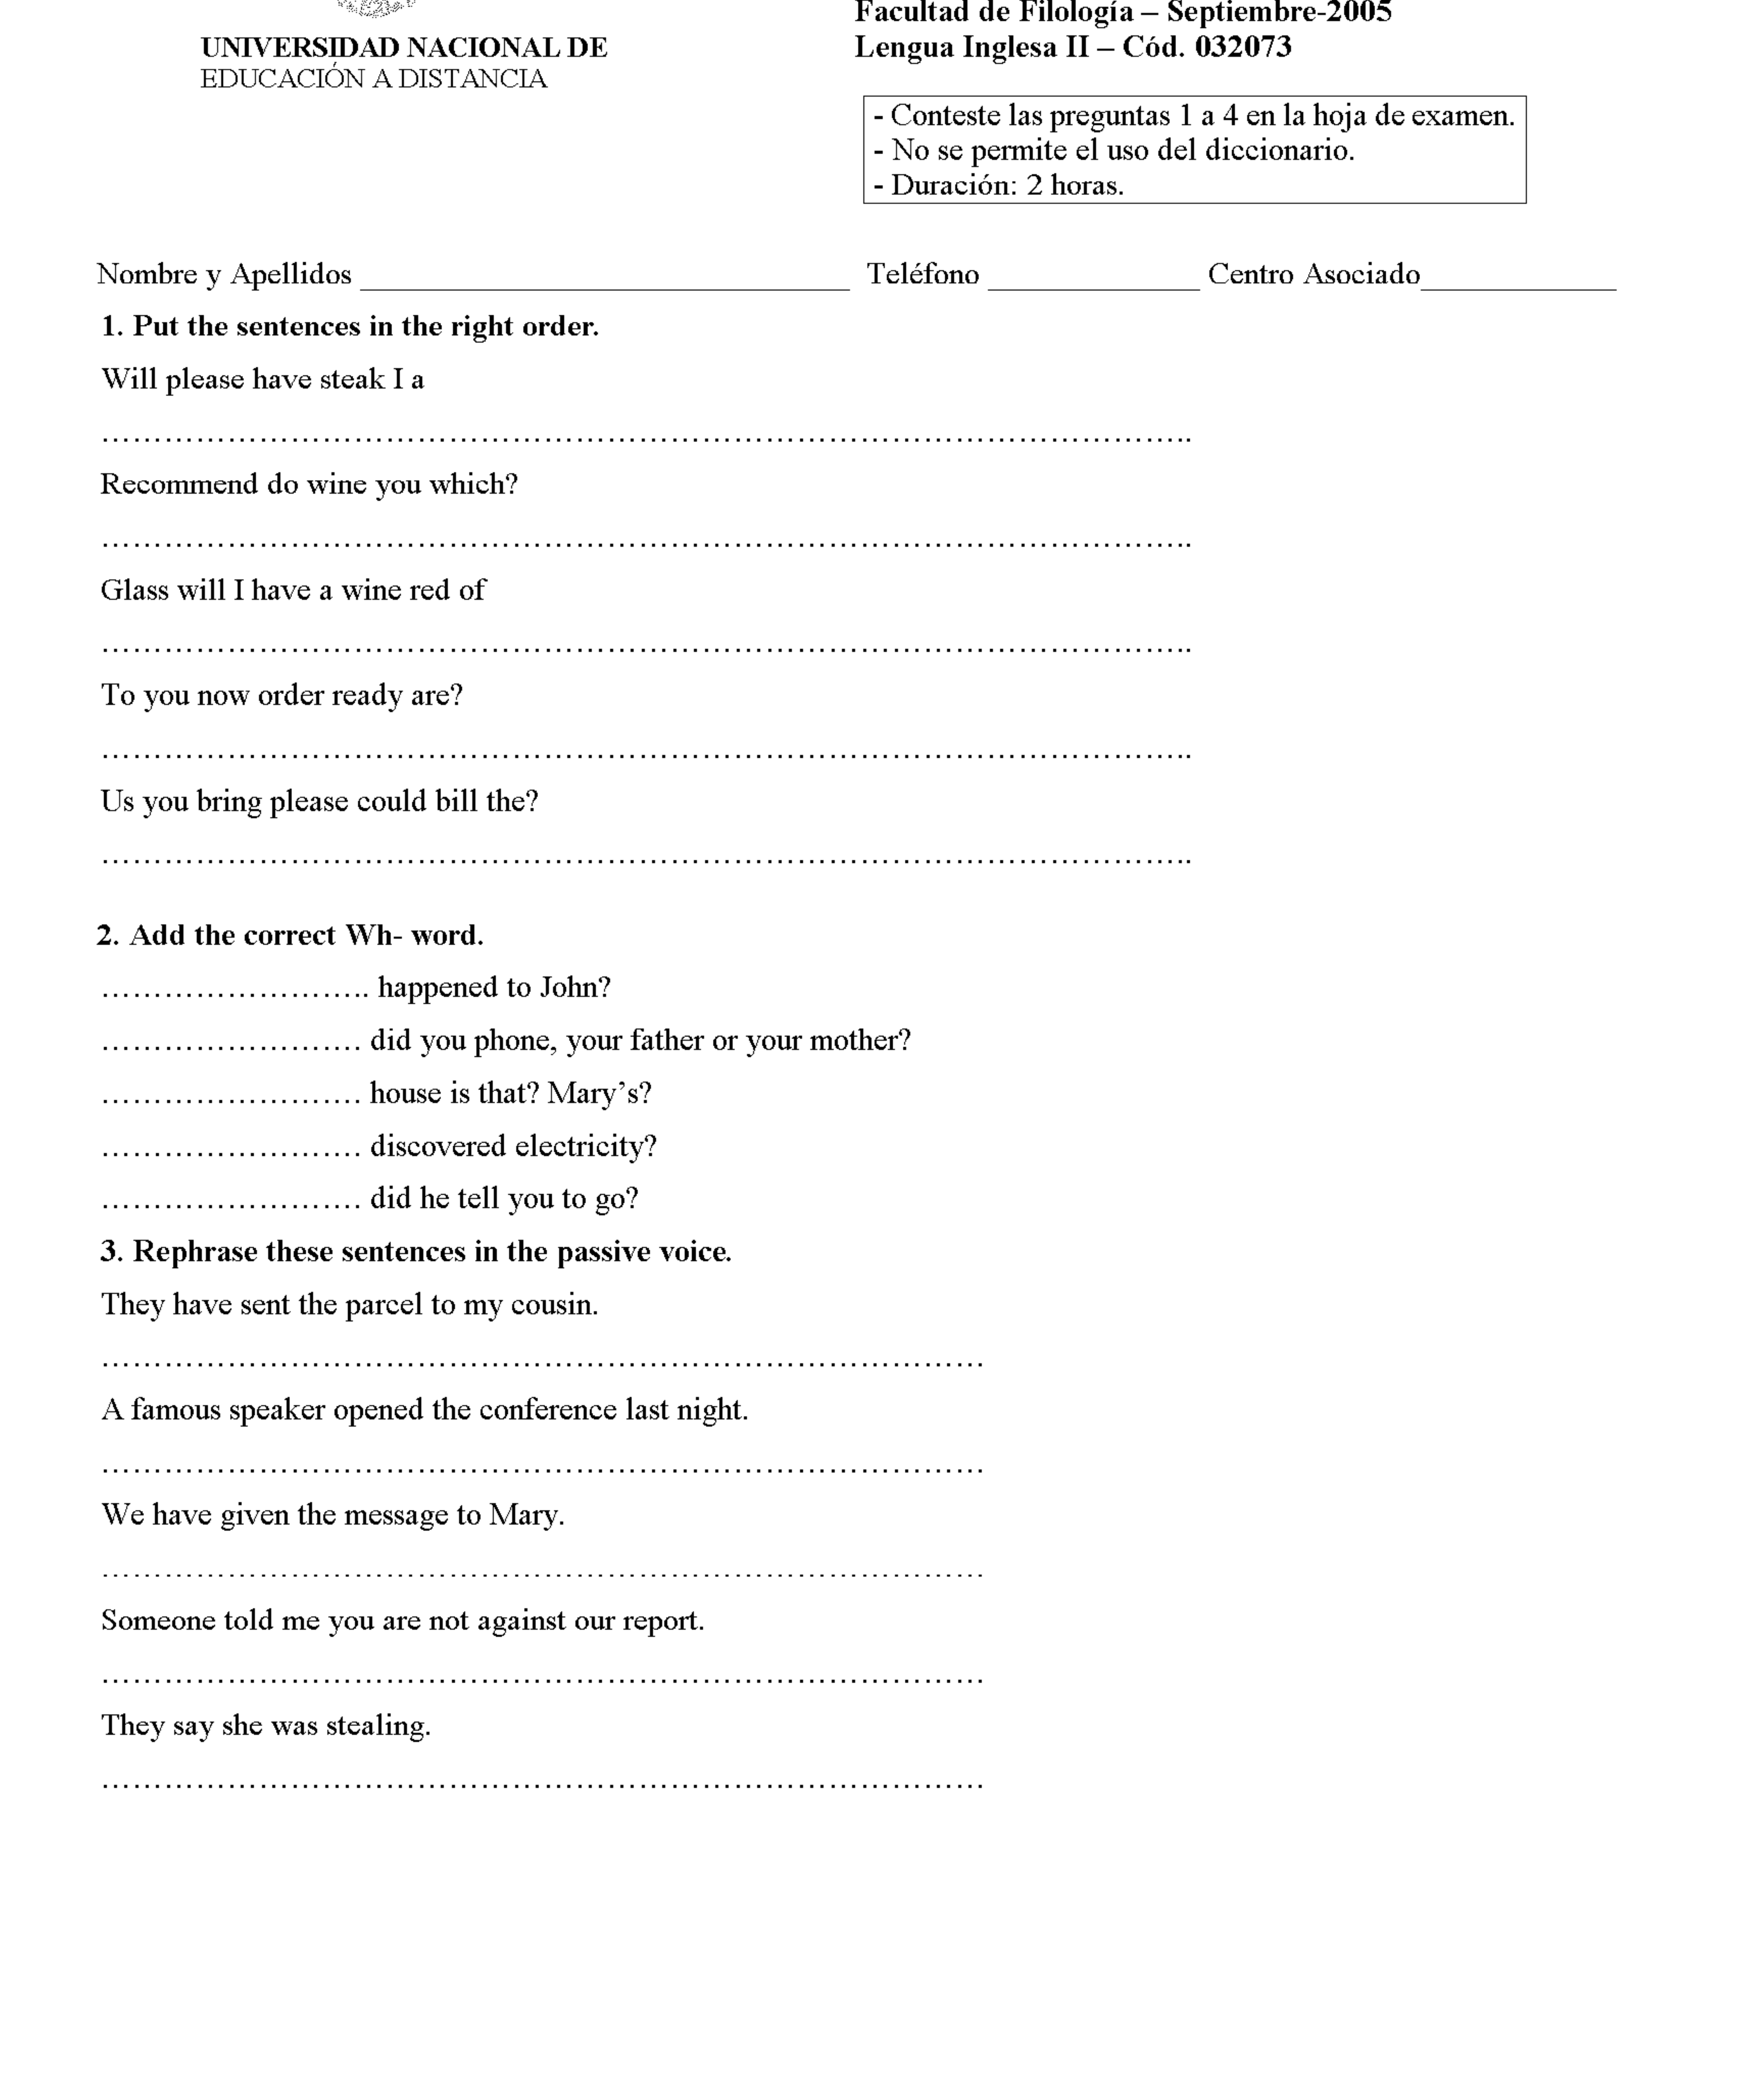 Facultad de Filología – Septiembre-2005
UNIVERSIDAD NACIONAL DE
EDUCACIÓN A DISTANCIA
Lengua Inglesa II – Cód. 032073
- Conteste las preguntas 1 a 4 en la hoja de examen.
- No se permite el uso del diccionario.
- Duración: 2 horas.
Nombre y Apellidos ______________________________ Teléfono _____________ Centro Asociado____________
1. Put the sentences in the right order.
Will please have steak I a
…………………………………………………………………………………………..
Recommend do wine you which?
…………………………………………………………………………………………..
Glass will I have a wine red of
…………………………………………………………………………………………..
To you now order ready are?
…………………………………………………………………………………………..
Us you bring please could bill the?
…………………………………………………………………………………………..
2. Add the correct Wh- word.
…………………….. happened to John?
……………………. did you phone, your father or your mother?
……………………. house is that? Mary’s?
……………………. discovered electricity?
……………………. did he tell you to go?
3. Rephrase these sentences in the passive voice.
They have sent the parcel to my cousin.
…………………………………………………………………………
A famous speaker opened the conference last night.
…………………………………………………………………………
We have given the message to Mary.
…………………………………………………………………………
Someone told me you are not against our report.
…………………………………………………………………………
They say she was stealing.
…………………………………………………………………………